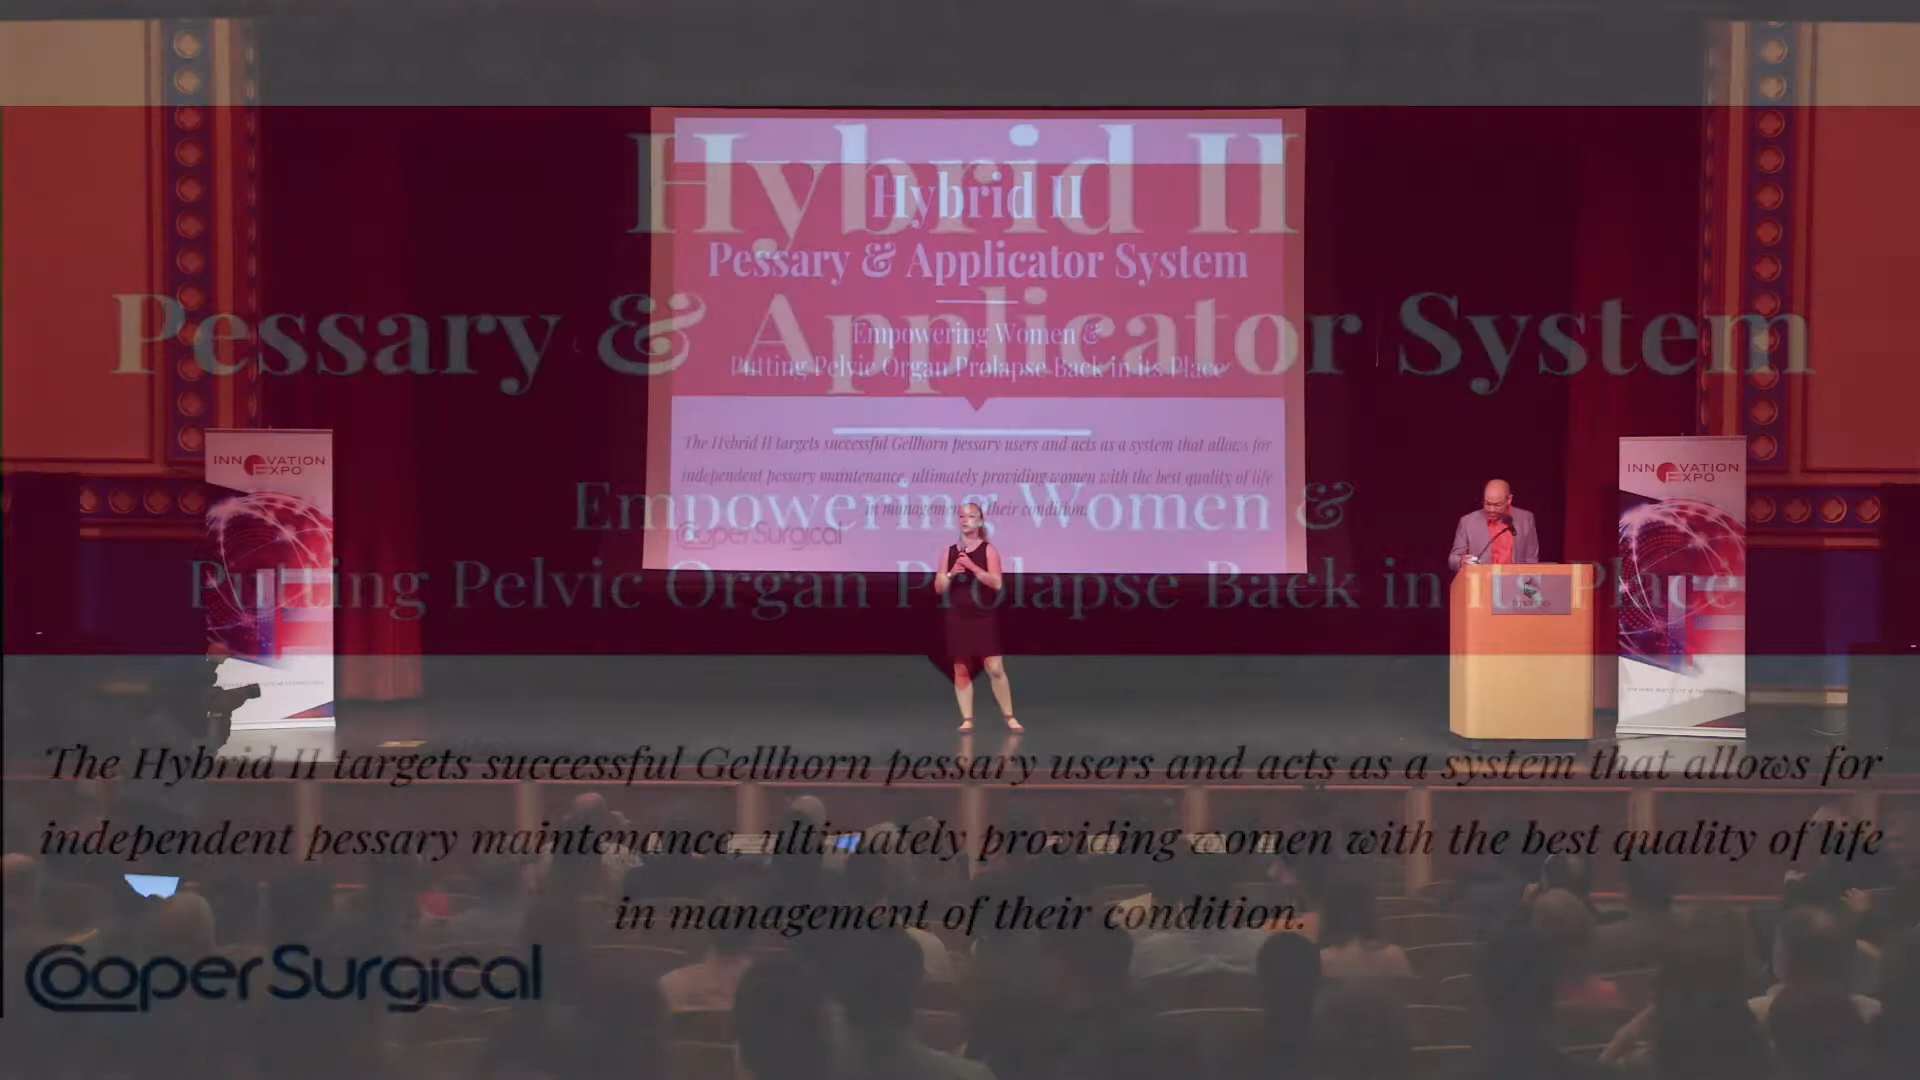 Hybrid II
Pessary & Applicator System
Empowering Women &
Putting Pelvic Organ Prolapse Back in its Place
The Hybrid II targets successful Gellhorn pessary users and acts as a system that allows for
independent pessary maintenance, ultimately providing women with the best quality of life
in management of their condition.
CooperSurgical
Hybrid II
Pessary & Applicator System
Empowering Women &
Putting Pelvic Organ Prolapse Back in its Place
The Hybrid II targets successful Gellhorn pessary users and acts as a system that allows for
independent pessary maintenance, ultimately providing women with the best quality of life
in management of their condition.
CooperSurgical
INNOVATION
EXPO
INNOVATION
EXPO
STEVENS